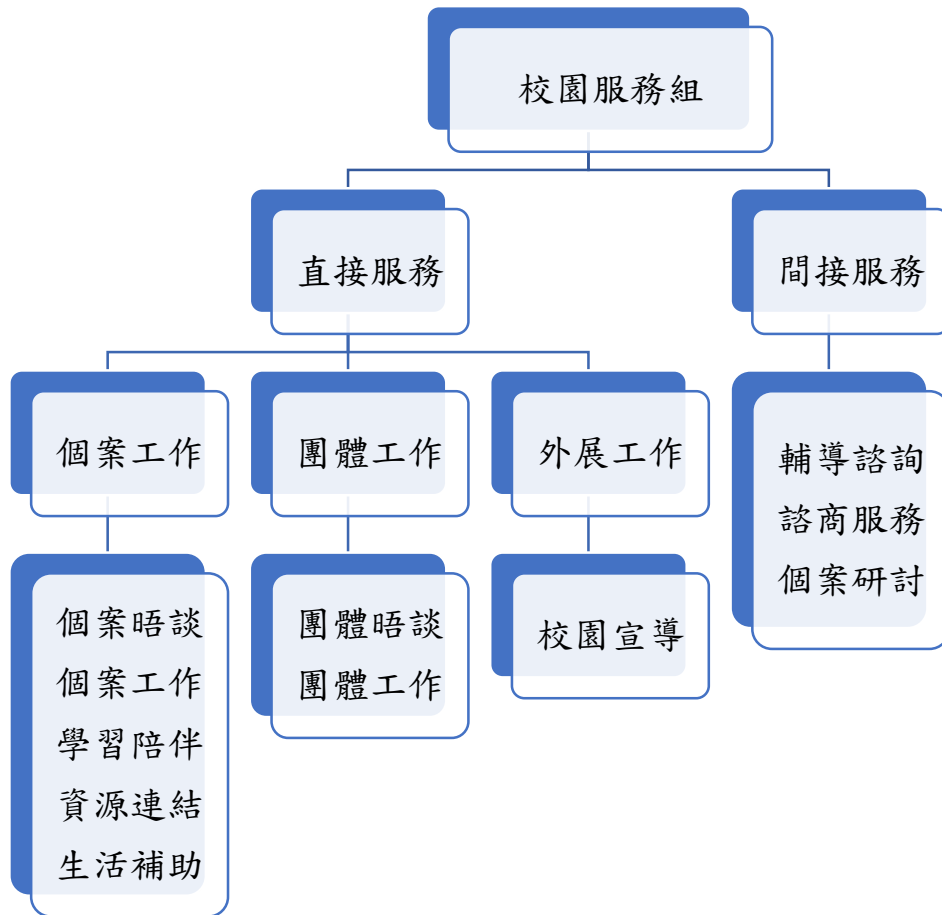 校園服務組
直接服務
間接服務
個案工作
團體工作
外展工作
輔導諮詢
諮商服務
個案研討
個案晤談
個案工作
學習陪伴
資源連結
生活補助
團體晤談
團體工作
校園宣導